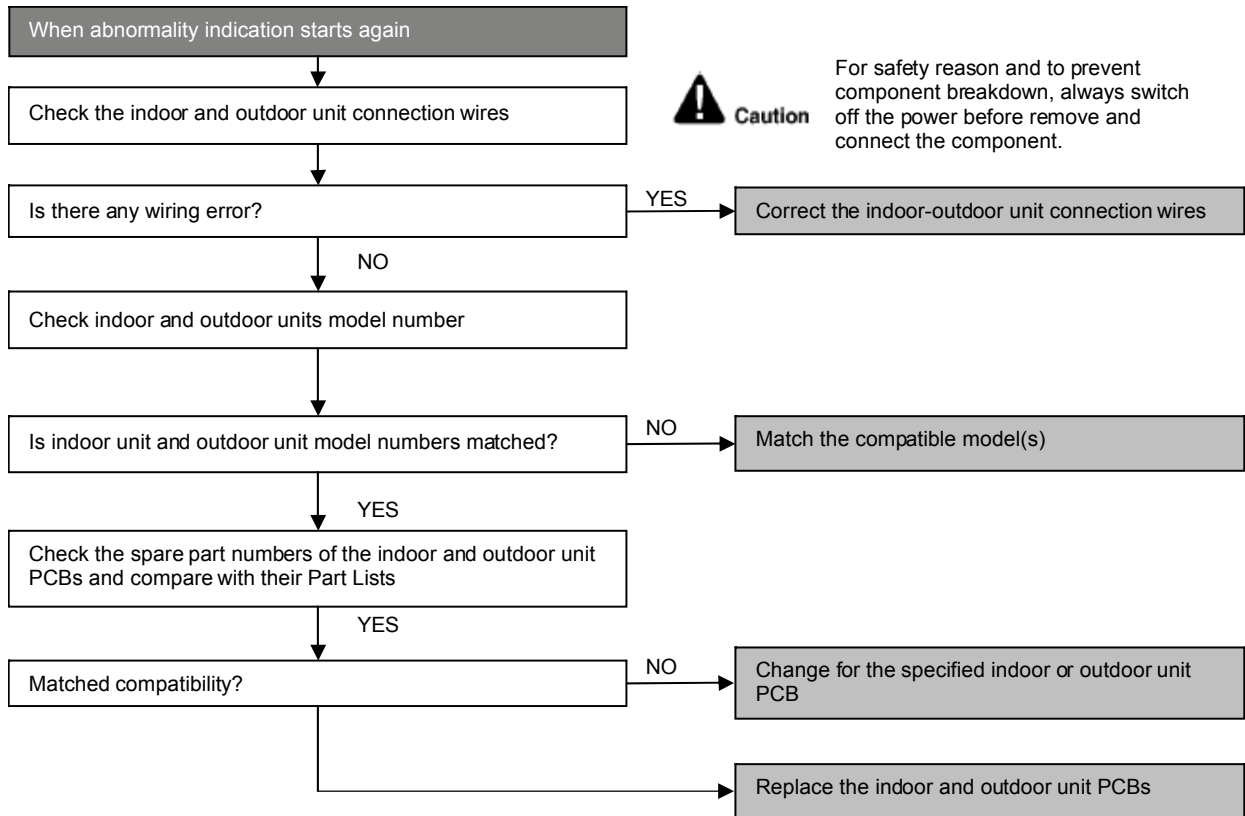 When abnormality indication starts again
For safety reason and to prevent
component breakdown, always switch
off the power before remove and
connect the component.
Caution
Check the indoor and outdoor unit connection wires
Is there any wiring error?
YES
Correct the indoor-outdoor unit connection wires
NO
Check indoor and outdoor units model number
Is indoor unit and outdoor unit model numbers matched?
NO
Match the compatible model(s)
YES
Check the spare part numbers of the indoor and outdoor unit
PCBs and compare with their Part Lists
YES
Matched compatibility?
NO
Change for the specified indoor or outdoor unit
PCB
Replace the indoor and outdoor unit PCBs